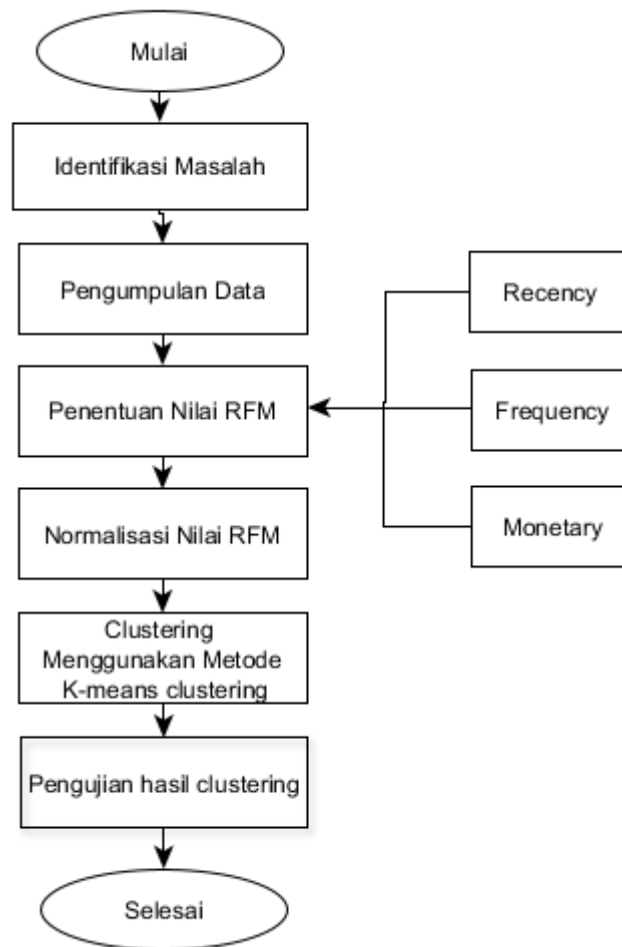 Mulai
Identifikasi Masalah
Pengumpulan Data
Recency
Penentuan Nilai RFM
Frequency
Normalisasi Nilai RFM
Monetary
Clustering
Menggunakan Metode
K-means clustering
Pengujian hasil clustering
Selesai